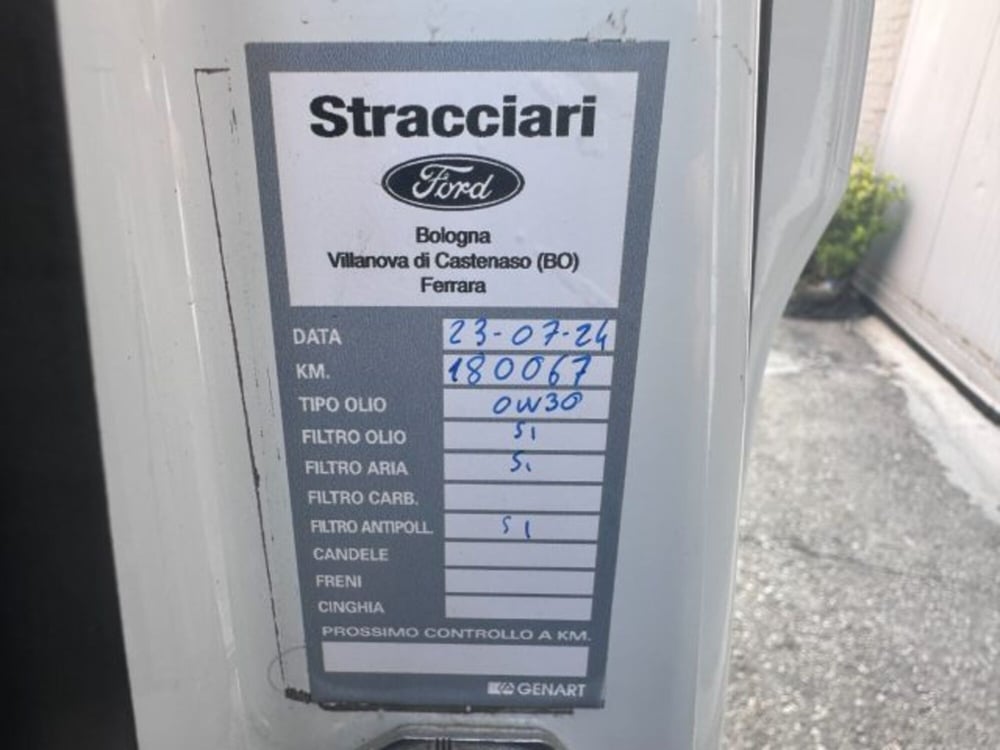 Stracciari
Ford
Bologna
Villanova di Castenaso (BO)
Ferrara
DATA 23-07-24
KM. 180067
TIPO OLIO 0W30
FILTRO OLIO SI
FILTRO ARIA Si
FILTRO CARB.
FILTRO ANTIPOLL. SI
CANDELE
FRENI
CINGHIA
PROSSIMO CONTROLLO A KM.
GENART